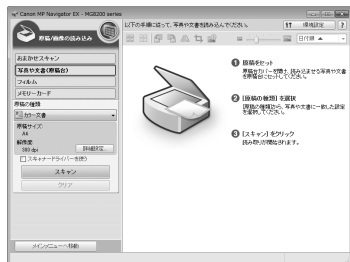 Canon MP Navigator EX - MG8200 series
原稿/画像の読み込み
以下の手順に従って、写真や文書を読み込んでください。
環境設定
?
日付順 ▲
おまかせスキャン
写真や文書(原稿台)
フィルム
メモリーカード
原稿の種類
カラー文書
原稿サイズ:
A4
解像度:
300 dpi
詳細設定...
スキャナードライバーを使う
スキャン
クリア
メインメニューへ移動
1 原稿をセット
原稿台カバーを開き、読み込ませる写真や文書
を原稿台にセットしてください。
2 [原稿の種類] を選択
[原稿の種類]から、写真や文書に一致した設定
を選択してください。
3 [スキャン] をクリック
読み取りが開始されます。